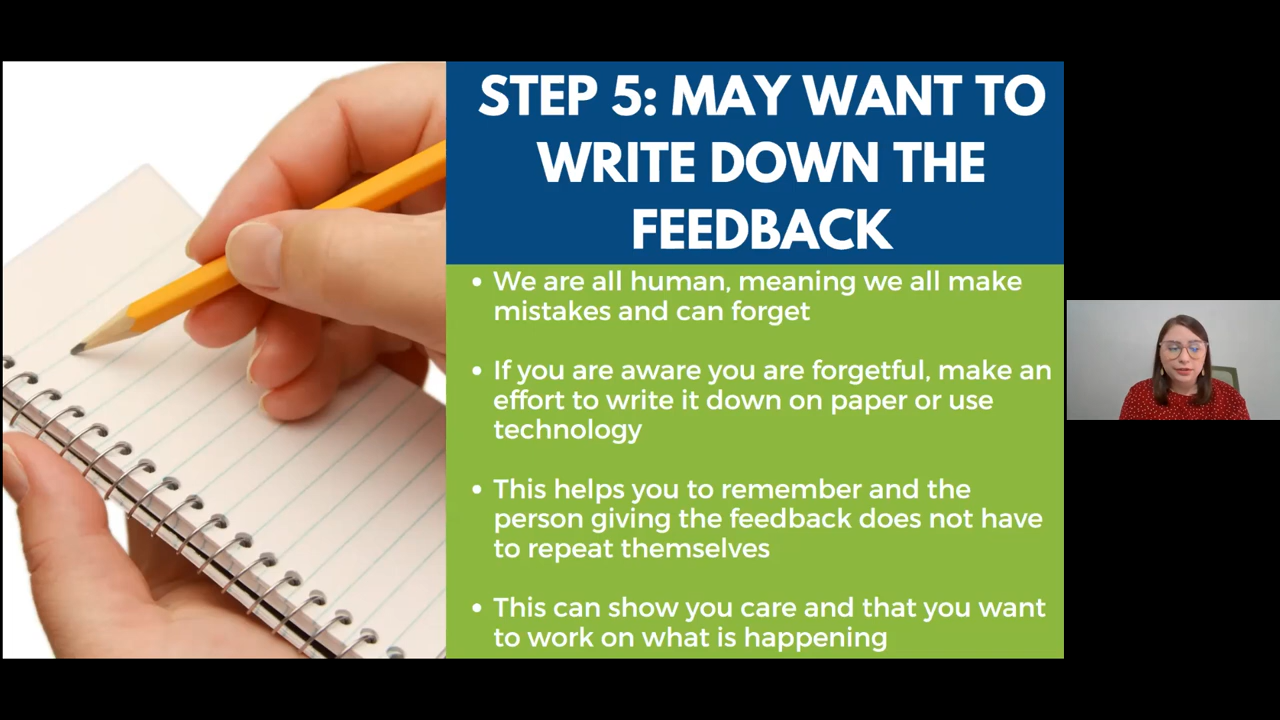 STEP 5: MAY WANT TO
WRITE DOWN THE
FEEDBACK
• We are all human, meaning we all make
mistakes and can forget
• If you are aware you are forgetful, make an
effort to write it down on paper or use
technology
• This helps you to remember and the
person giving the feedback does not have
to repeat themselves
• This can show you care and that you want
to work on what is happening